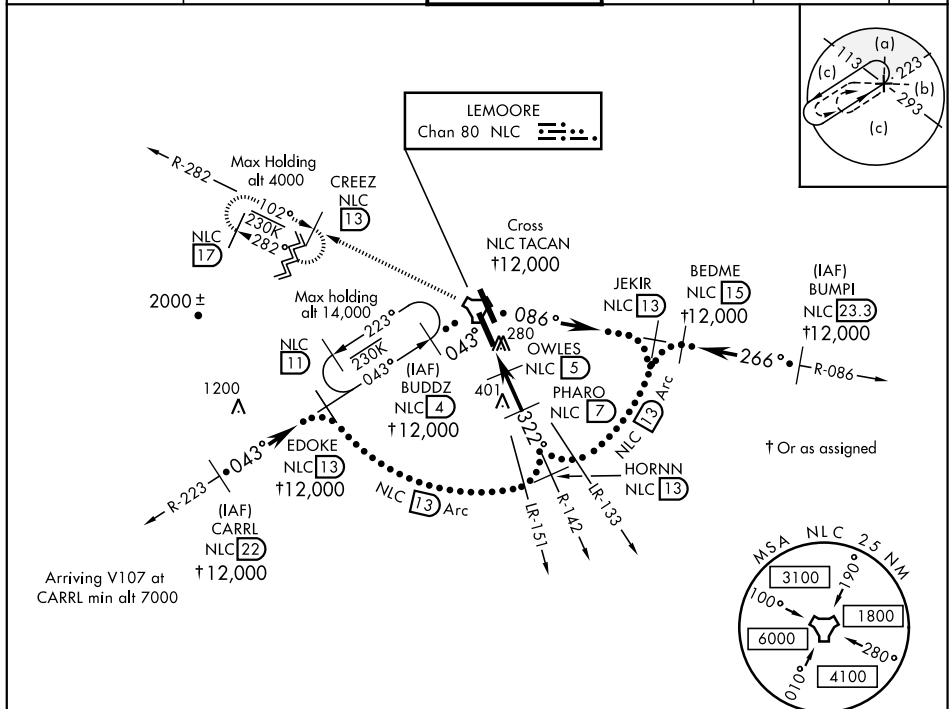 (a)
113
(c)
223
(b)
293
(c)
LEMOORE
Chan 80 NLC
R-282
Max Holding
alt 4000
CREEZ
NLC
13
102°
230K
282°
NLC
17
Cross
NLC TACAN
†12,000
2000 ±
Max holding
alt 14,000
JEKIR
NLC 13
BEDME
NLC 15
†12,000
(IAF)
BUMPI
NLC 23.3
†12,000
086°
266°
R-086
223°
230K
043°
043°
NLC
11
280
OWLES
NLC 5
(IAF)
BUDDZ
NLC 4
†12,000
401
PHARO
NLC 7
1200
NLC 13 Arc
† Or as assigned
322°
043°
EDOKE
NLC 13
†12,000
HORNN
NLC 13
R-223
(IAF)
CARRL
NLC 22
†12,000
NLC 13 Arc
LR-151
R-142
LR-133
Arriving V107 at
CARRL min alt 7000
MSA NLC 25 NM
3100
190°
100°
1800
6000
280°
010°
4100